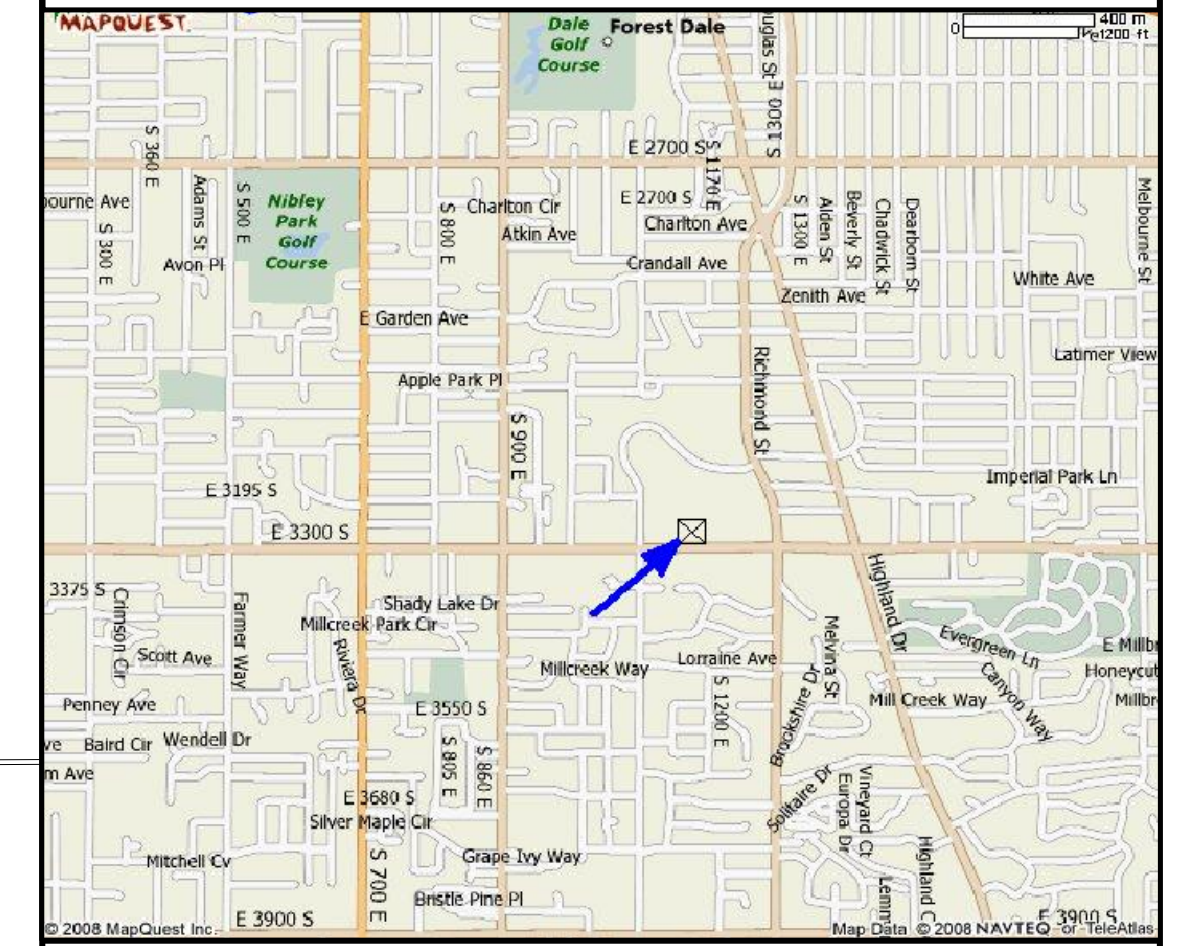 MAPQUEST.
Dale
Golf
Course
Forest Dale
0
400 m
1200 ft
S 1300 E
S 360 E
E 2700 S
S 1170 E
Adams St
S 500 E
Nibley
Park
Golf
Course
S 300 E
Avon Pl
S 800 E
Charlton Cir
Atkin Ave
E 2700 S
Charlton Ave
Crandall Ave
S 1300 E
Alden St
Beverly St
Chadwick St
Dearborn St
Melbourne St
White Ave
Zenith Ave
E Garden Ave
Latimer View
Apple Park Pl
Richmond St
S 900 E
Imperial Park Ln
E 3195 S
E 3300 S
3375 S
Crimson Cir
Farmer Way
Shady Lake Dr
Millcreek Park Cir
Riviera Dr
Scott Ave
Highland Dr
Melvina St
Evergreen Ln
E Millbr
Honeycut
Millcreek Way
Lorraine Ave
S 1200 E
Brookshire Dr
Mill Creek Way
Canyon Way
Millbr
Penney Ave
E 3550 S
ve
Baird Cir
Wendell Dr
S 805 E
S 860 E
m Ave
E 3680 S
Silver Maple Cir
Solitaire Dr
Europa Dr
Vineyard Ct
Highland C
Mitchell Cv
S 700 E
Grape Ivy Way
Bristle Pine Pl
Lemm
E 3900 S
E 3900 S
© 2008 MapQuest Inc.
Map Data © 2008 NAVTEQ or TeleAtlas